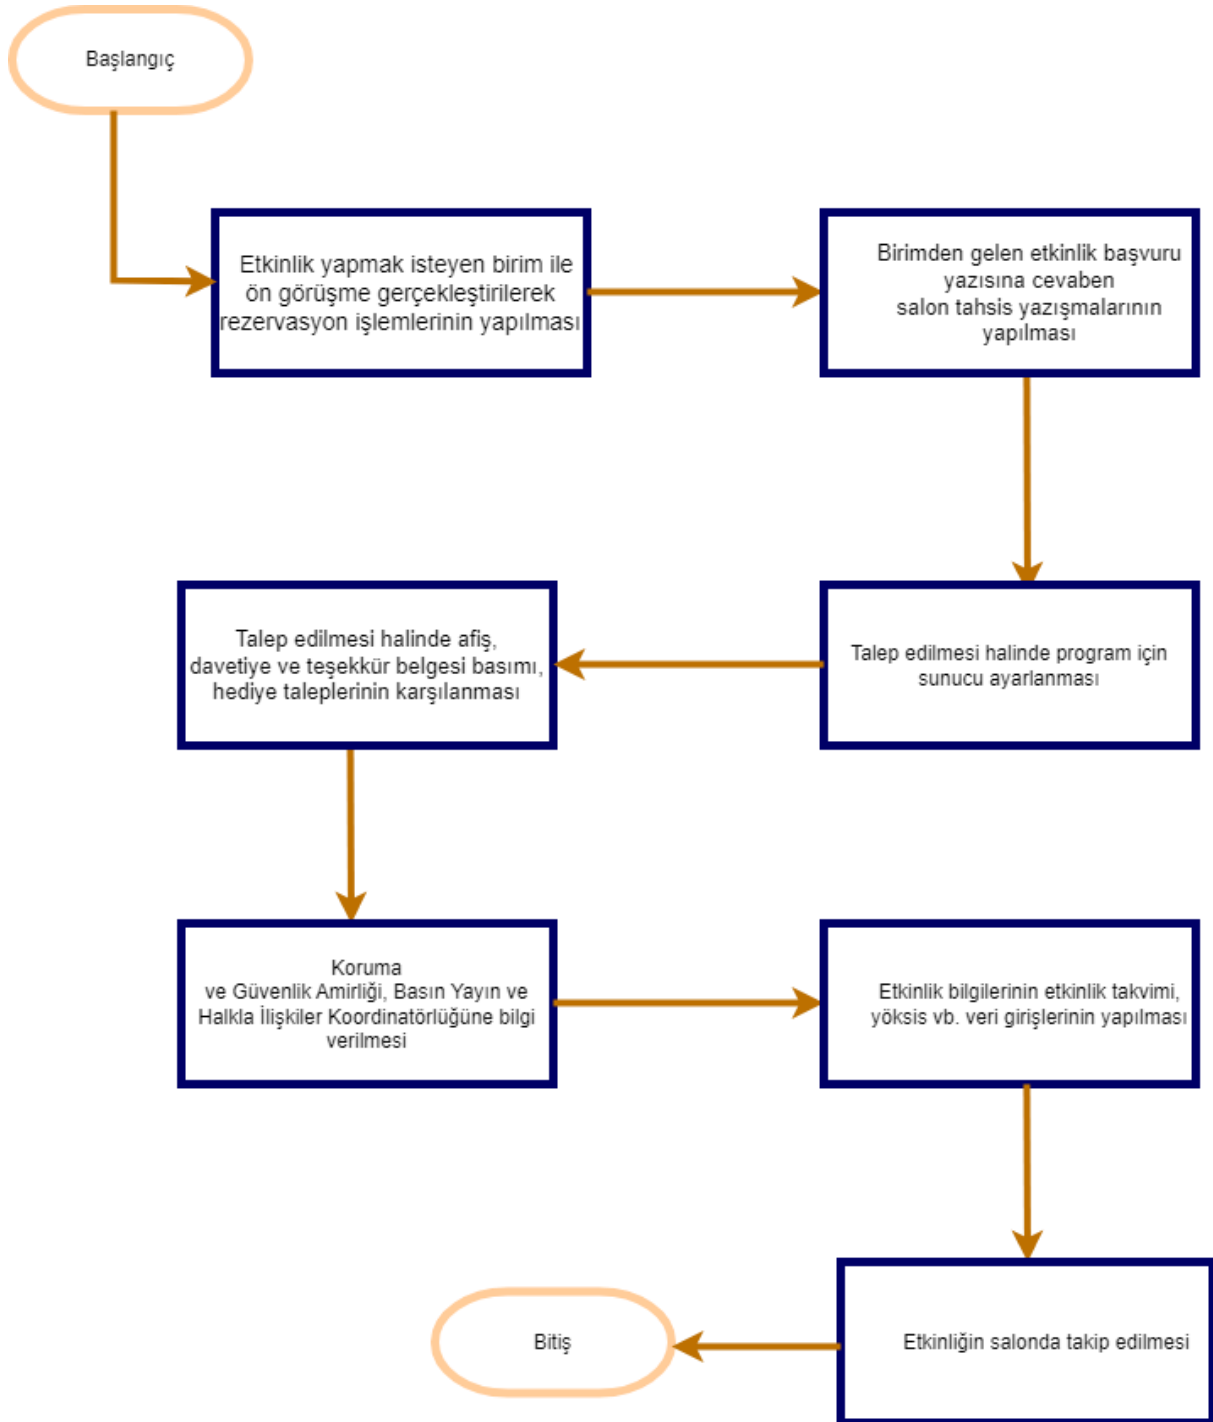 Başlangıç
Etkinlik yapmak isteyen birim ile
ön görüşme gerçekleştirilerek
rezervasyon işlemlerinin yapılması
Birimden gelen etkinlik başvuru
yazısına cevaben
salon tahsis yazışmalarının
yapılması
Talep edilmesi halinde program için
sunucu ayarlanması
Talep edilmesi halinde afiş,
davetiye ve teşekkür belgesi basımı,
hediye taleplerinin karşılanması
Koruma
ve Güvenlik Amirliği, Basın Yayın ve
Halkla İlişkiler Koordinatörlüğüne bilgi
verilmesi
Etkinlik bilgilerinin etkinlik takvimi,
yöksis vb. veri girişlerinin yapılması
Etkinliğin salonda takip edilmesi
Bitiş